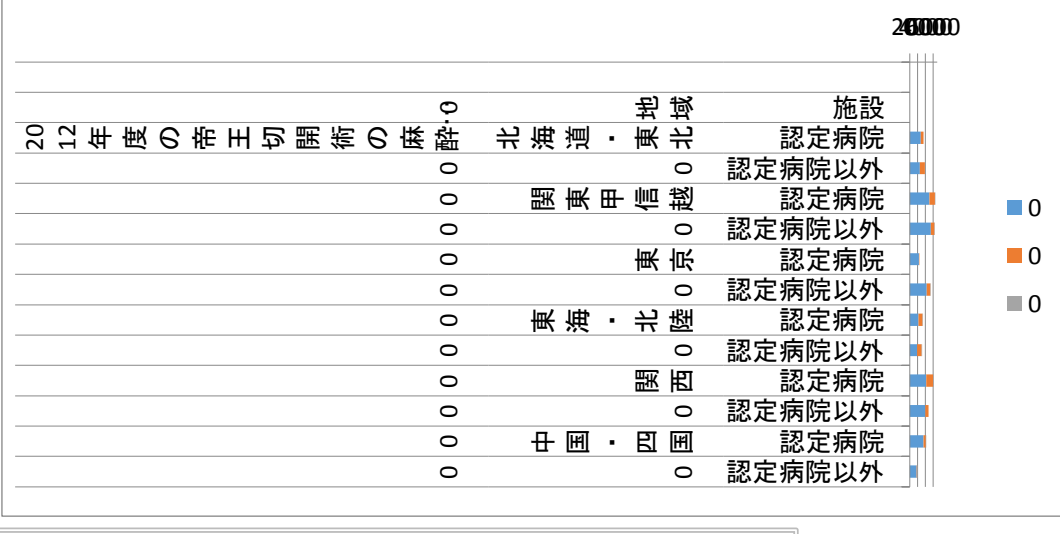 0 地域 施設
2012年度の帝王切開術の麻酔… 北海道・東北 認定病院
0 0 認定病院以外
0 関東甲信越 認定病院
0 0 認定病院以外
0 東京 認定病院
0 0 認定病院以外
0 東海・北陸 認定病院
0 0 認定病院以外
0 関西 認定病院
0 0 認定病院以外
0 中国・四国 認定病院
0 0 認定病院以外
0
0
0